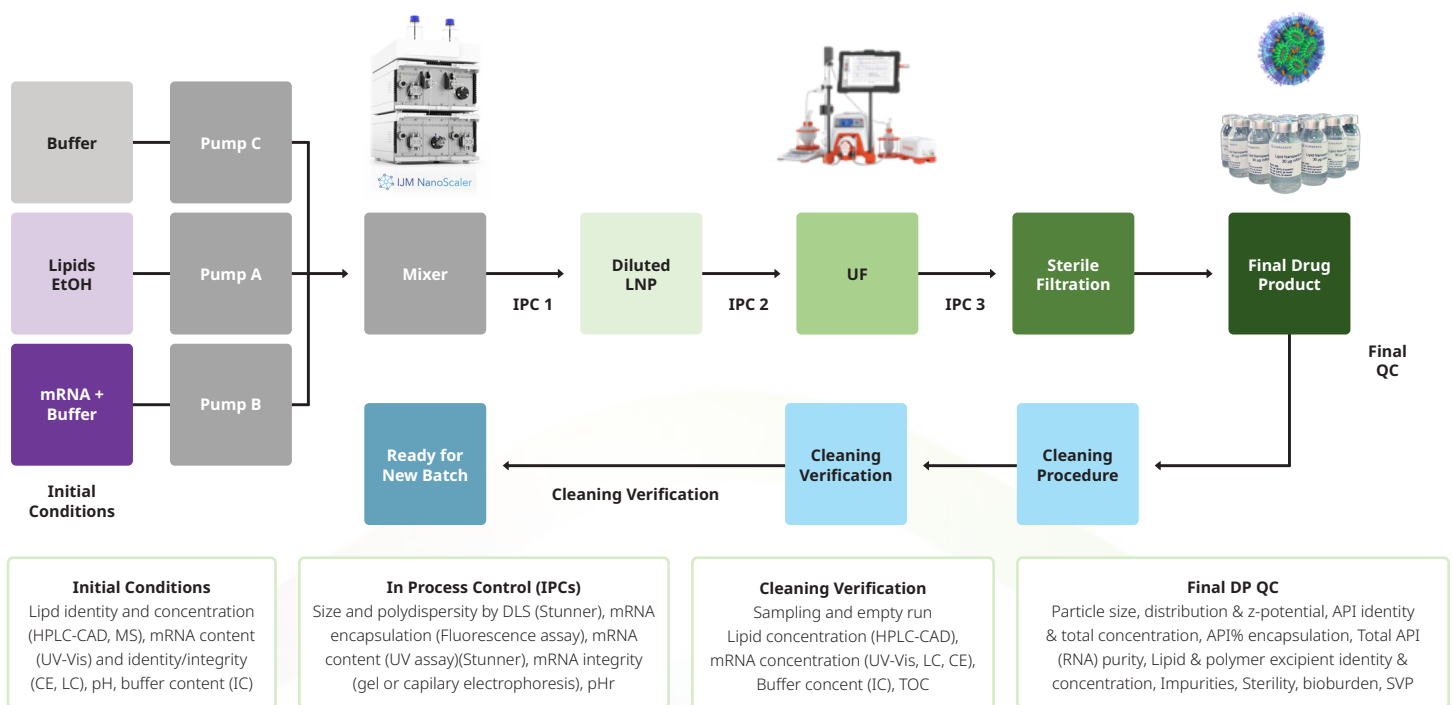 IJM NanoScaler
Buffer
Pump C
Lipids
EtOH
Pump A
mRNA +
Buffer
Pump B
Initial
Conditions
Mixer
IPC 1
Diluted
LNP
IPC 2
UF
IPC 3
Sterile
Filtration
Final Drug
Product
Final
QC
Ready for
New Batch
Cleaning Verification
Cleaning
Verification
Cleaning
Procedure
Initial Conditions
Lipd identity and concentration
(HPLC-CAD, MS), mRNA content
(UV-Vis) and identity/integrity
(CE, LC), pH, buffer content (IC)
In Process Control (IPCs)
Size and polydispersity by DLS (Stunner), mRNA
encapsulation (Fluorescence assay), mRNA
content (UV assay)(Stunner), mRNA integrity
(gel or capilary electrophoresis), pHr
Cleaning Verification
Sampling and empty run
Lipid concentration (HPLC-CAD),
mRNA concentration (UV-Vis, LC, CE),
Buffer concent (IC), TOC
Final DP QC
Particle size, distribution & z-potential, API identity
& total concentration, API% encapsulation, Total API
(RNA) purity, Lipid & polymer excipient identity &
concentration, Impurities, Sterility, bioburden, SVP